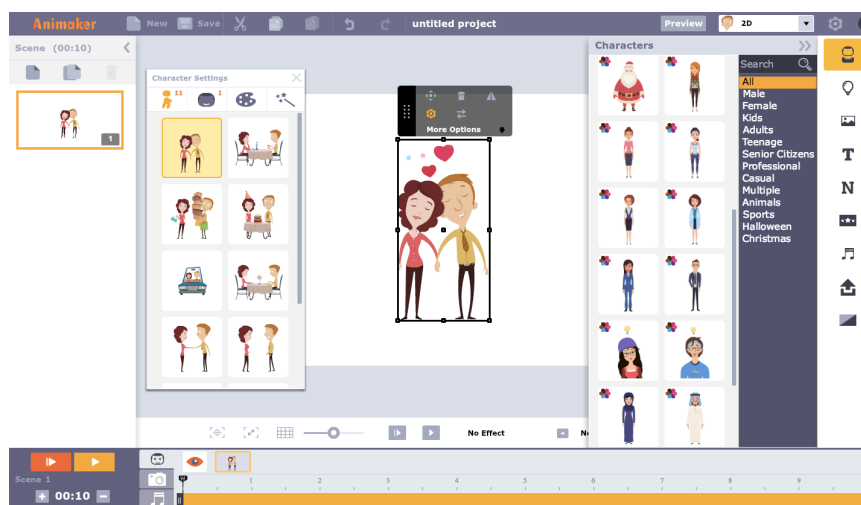 Animaker
New
Save
untitled project
Preview
2D
Scene (00:10)
1
Character Settings
11
1
More Options
Characters
Search
All
Male
Female
Kids
Adults
Teenage
Senior Citizens
Professional
Casual
Multiple
Animals
Sports
Halloween
Christmas
T
N
No Effect
Scene 1
00:10
1 2 3 4 5 6 7 8 9